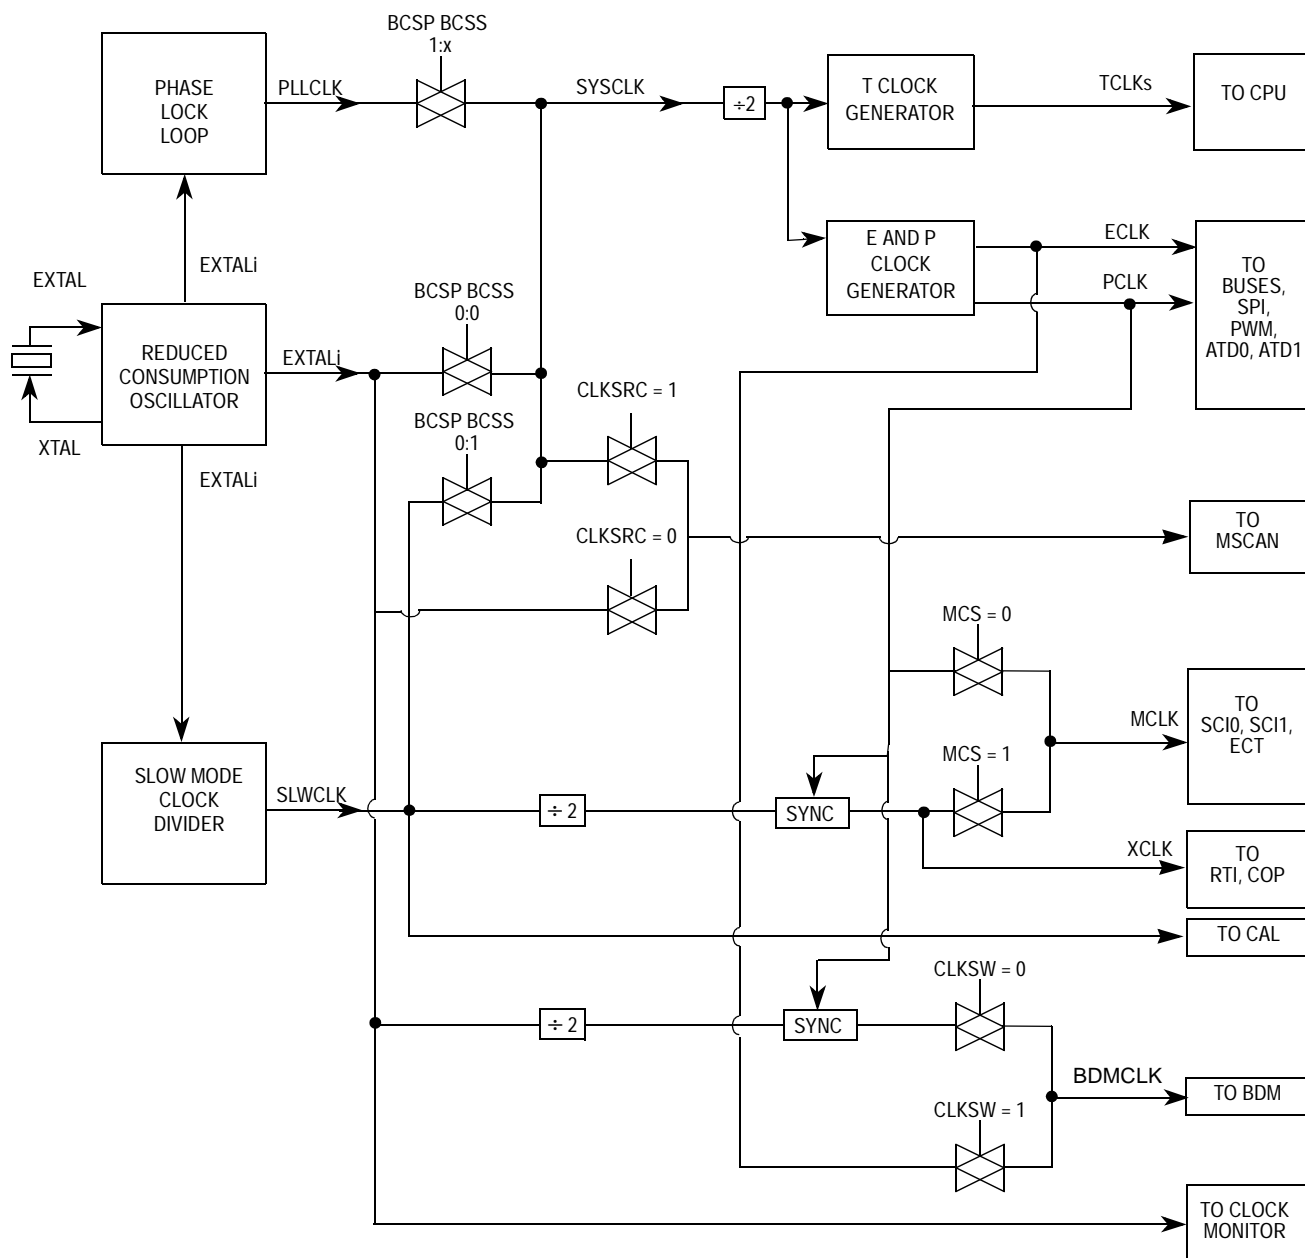 BCSP BCSS
1:x
PHASE
LOCK
LOOP
PLLCLK
SYSCLK
÷2
T CLOCK
GENERATOR
TCLKs
TO CPU
E AND P
CLOCK
GENERATOR
ECLK
PCLK
TO
BUSES,
SPI,
PWM,
ATD0, ATD1
EXTALi
EXTAL
BCSP BCSS
0:0
REDUCED
CONSUMPTION
OSCILLATOR
EXTALi
XTAL
EXTALi
BCSP BCSS
0:1
CLKSRC = 1
CLKSRC = 0
TO
MSCAN
MCS = 0
MCS = 1
MCLK
TO
SCI0, SCI1,
ECT
SLOW MODE
CLOCK
DIVIDER
SLWCLK
÷ 2
SYNC
XCLK
TO
RTI, COP
TO CAL
CLKSW = 0
÷ 2
SYNC
BDMCLK
TO BDM
CLKSW = 1
TO CLOCK
MONITOR